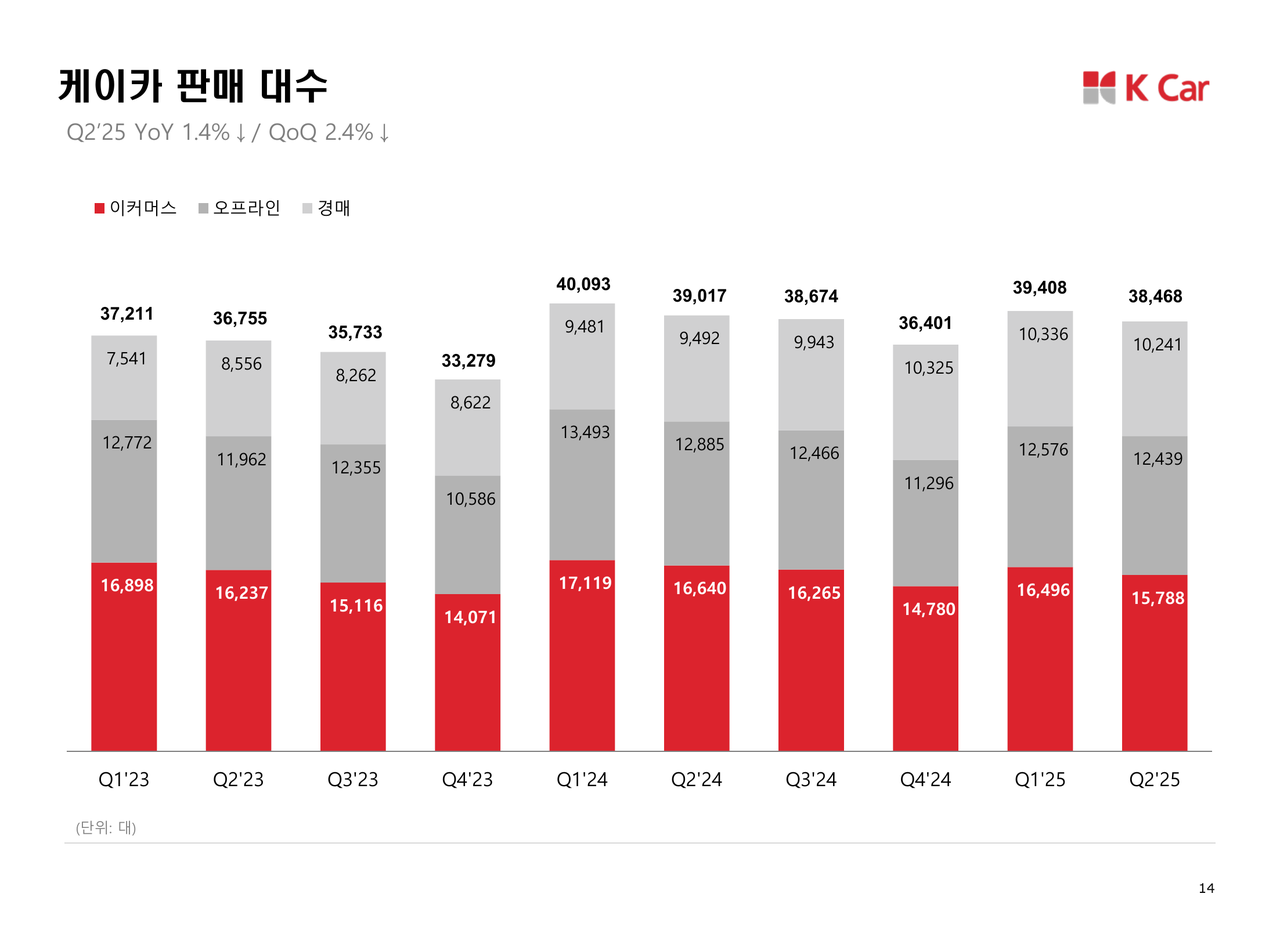 케이카 판매 대수
K Car
Q2’25 YoY 1.4%↓/ QoQ 2.4%↓
이커머스 오프라인 경매
37,211 36,755 35,733 33,279 40,093 39,017 38,674 36,401 39,408 38,468
7,541 8,556 8,262 8,622 9,481 9,492 9,943 10,325 10,336 10,241
12,772 11,962 12,355 10,586 13,493 12,885 12,466 11,296 12,576 12,439
16,898 16,237 15,116 14,071 17,119 16,640 16,265 14,780 16,496 15,788
Q1'23 Q2'23 Q3'23 Q4'23 Q1'24 Q2'24 Q3'24 Q4'24 Q1'25 Q2'25
(단위: 대)
14